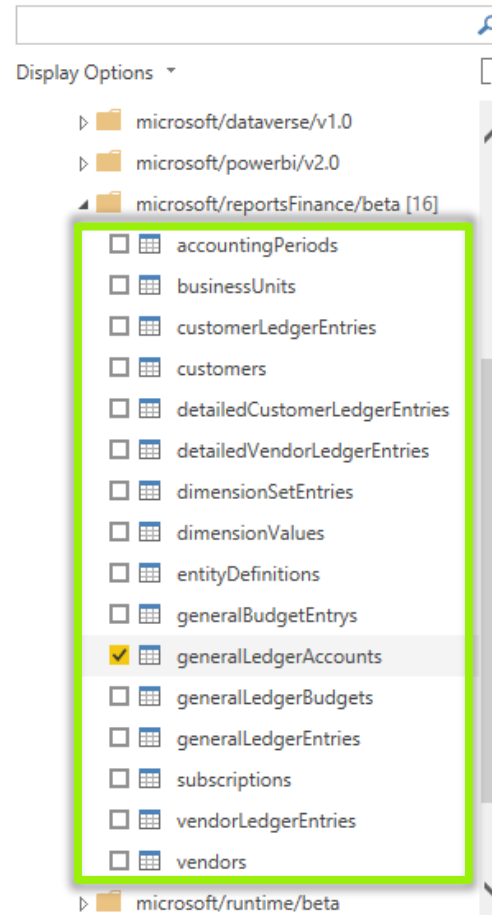 Display Options
microsoft/dataverse/v1.0
microsoft/powerbi/v2.0
microsoft/reportsFinance/beta [16]
accountingPeriods
businessUnits
customerLedgerEntries
customers
detailedCustomerLedgerEntries
detailedVendorLedgerEntries
dimensionSetEntries
dimensionValues
entityDefinitions
generalBudgetEntrys
generalLedgerAccounts
generalLedgerBudgets
generalLedgerEntries
subscriptions
vendorLedgerEntries
vendors
microsoft/runtime/beta